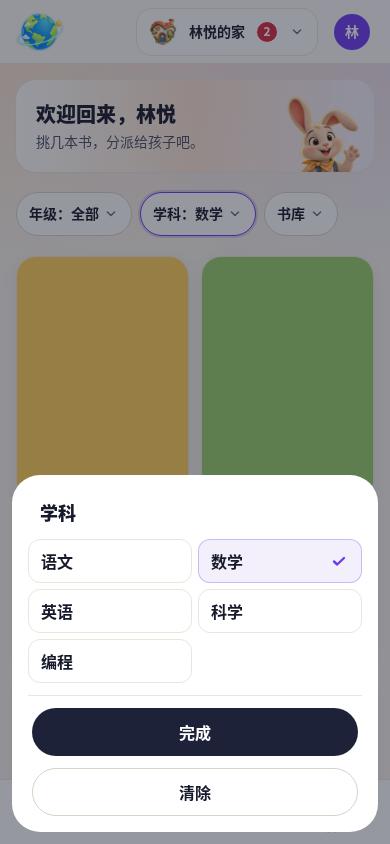 林悦的家 2
林
欢迎回来，林悦
挑几本书，分派给孩子吧。
年级：全部
学科：数学
书库
学科
语文
数学
英语
科学
编程
完成
清除